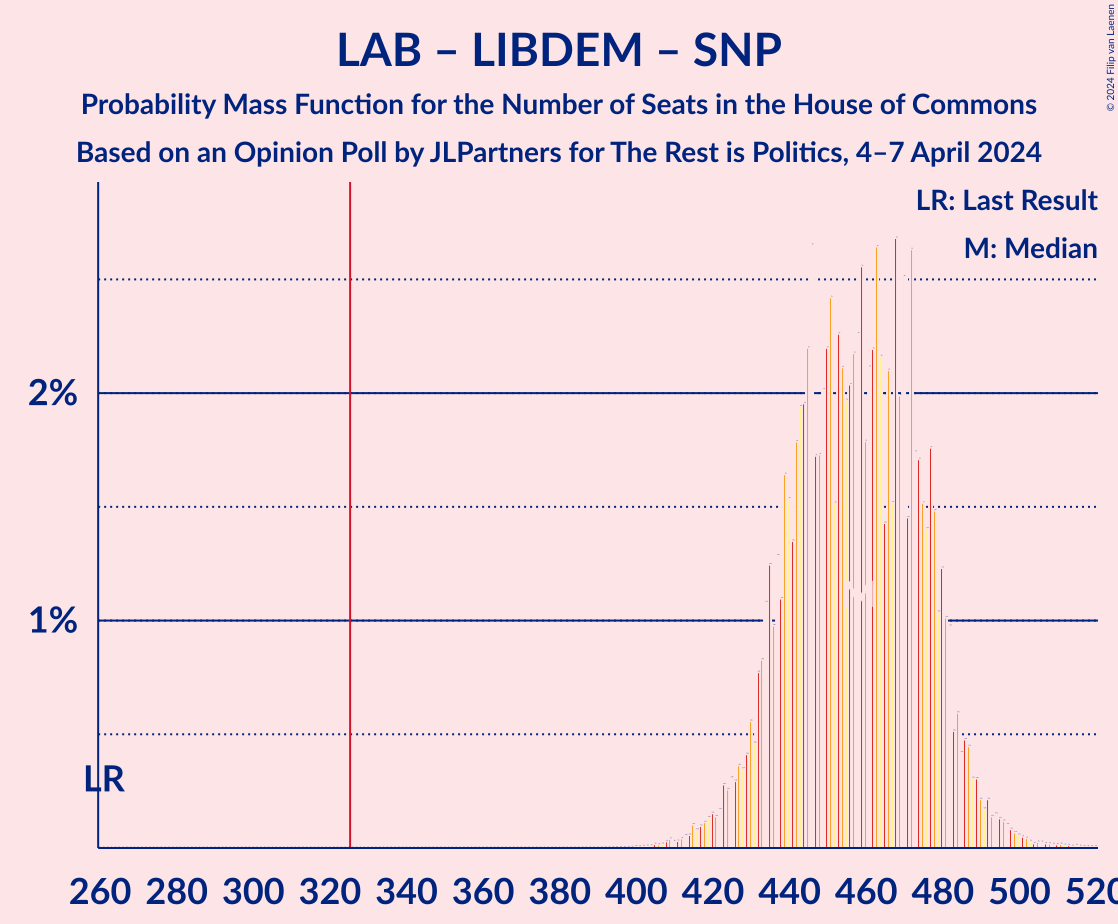 LAB – LIBDEM – SNP
Probability Mass Function for the Number of Seats in the House of Commons
Based on an Opinion Poll by JLPartners for The Rest is Politics, 4–7 April 2024
© 2024 Filip van Laenen
LR: Last Result
M: Median
2%
1%
LR
260 280 300 320 340 360 380 400 420 440 460 480 500 520